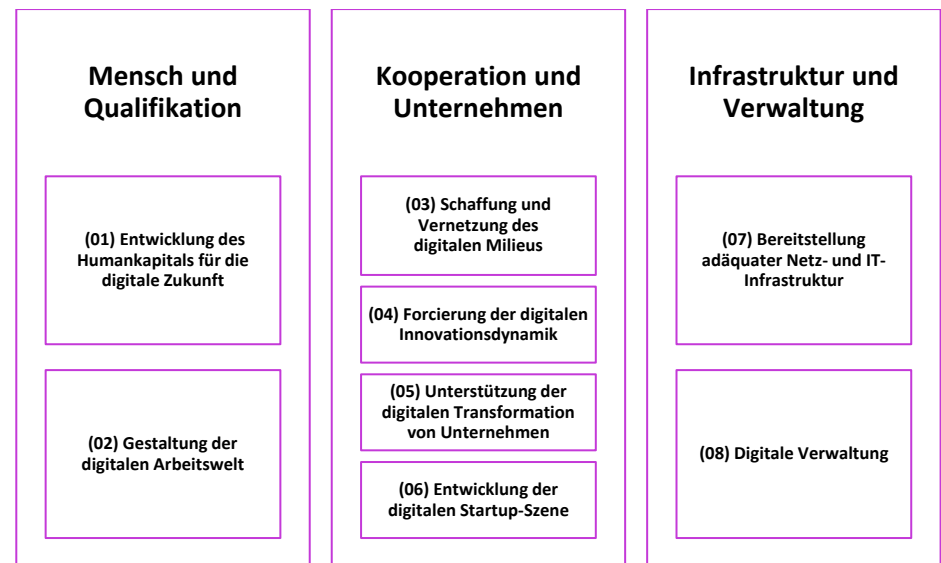 Mensch und
Qualifikation
(01) Entwicklung des
Humankapitals für die
digitale Zukunft
(02) Gestaltung der
digitalen Arbeitswelt
Kooperation und
Unternehmen
(03) Schaffung und
Vernetzung des
digitalen Milieus
(04) Forcierung der digitalen
Innovationsdynamik
(05) Unterstützung der
digitalen Transformation
von Unternehmen
(06) Entwicklung der
digitalen Startup-Szene
Infrastruktur und
Verwaltung
(07) Bereitstellung
adäquater Netz- und IT-
Infrastruktur
(08) Digitale Verwaltung